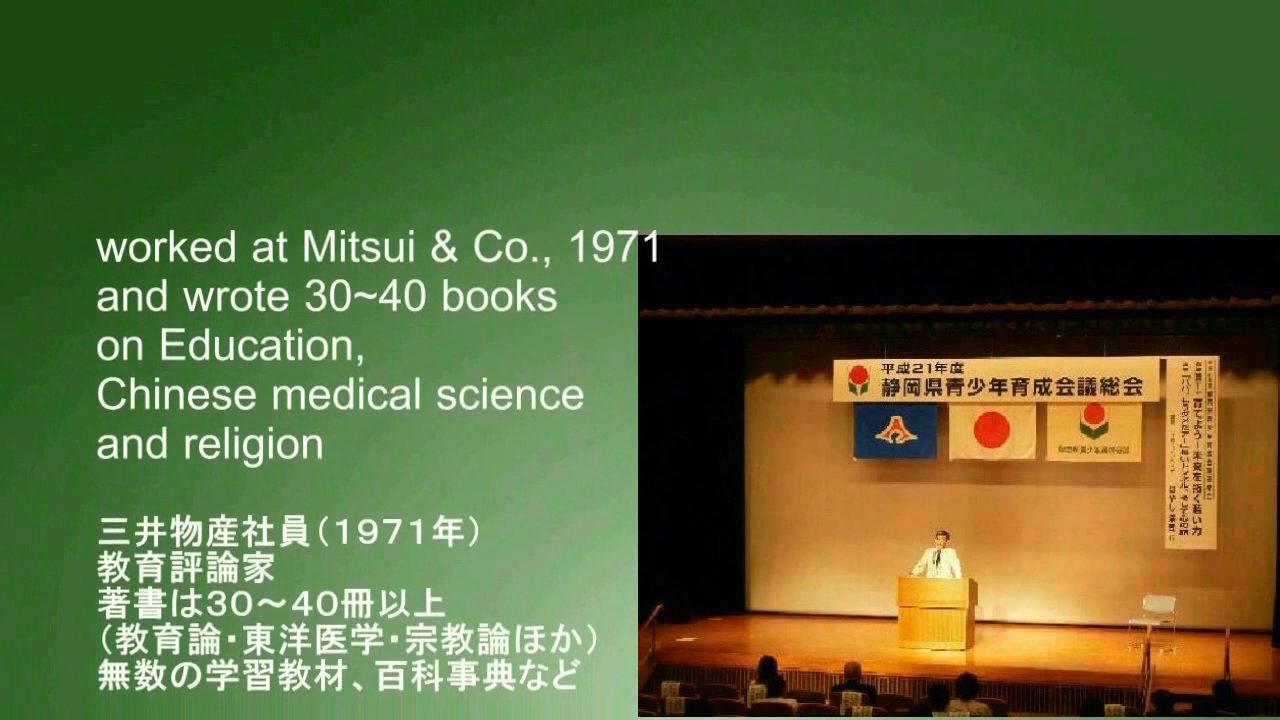 worked at Mitsui & Co., 1971
and wrote 30~40 books
on Education,
Chinese medical science
and religion
三井物産社員（１９７１年）
教育評論家
著書は３０～４０冊以上
（教育論・東洋医学・宗教論ほか）
無数の学習教材、百科事典など
平成21年度
静岡県青少年育成会議総会